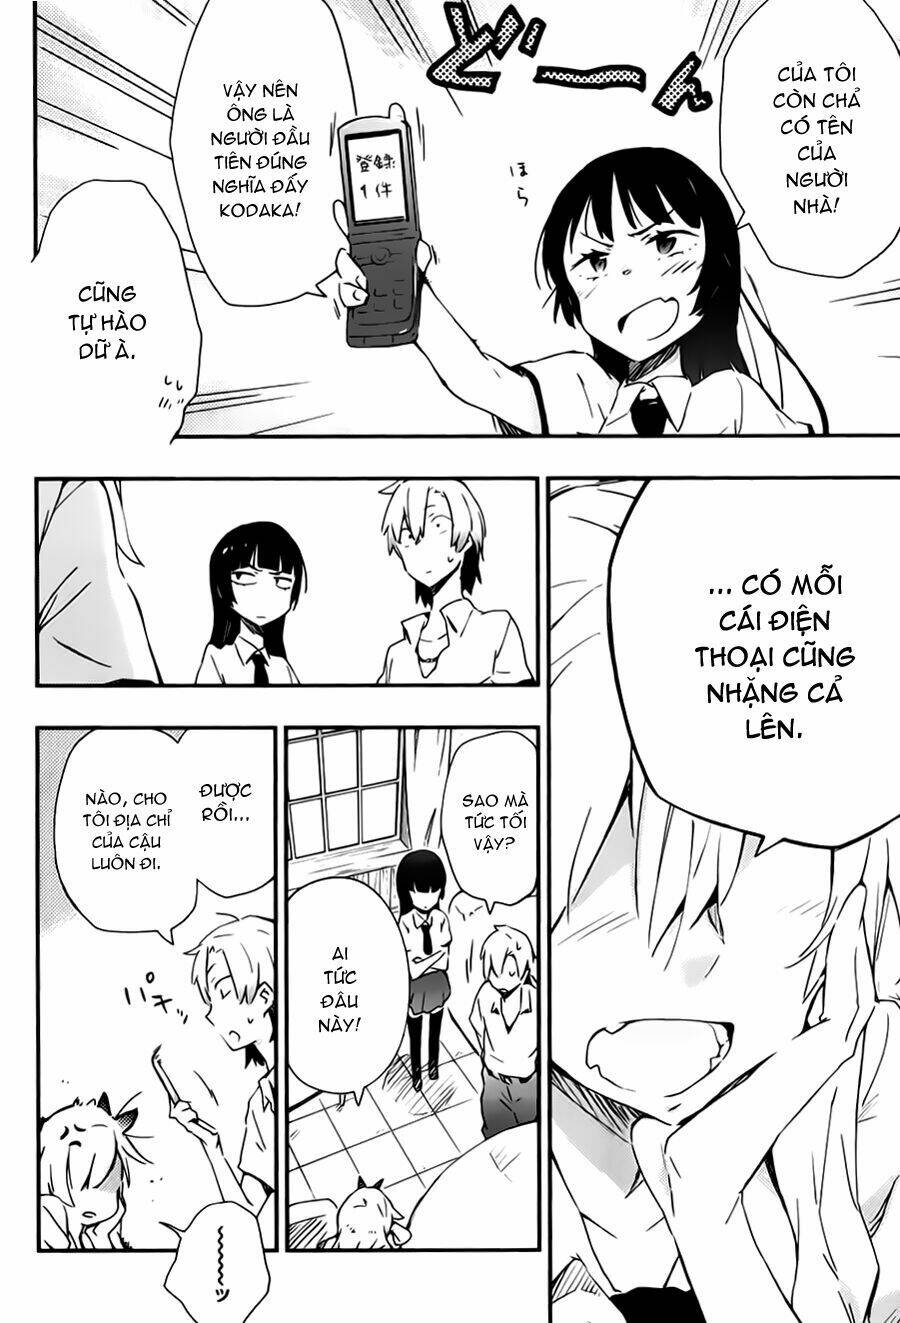 CỦA TÔI
CÒN CHẢ
CÓ TÊN
CỦA
NGƯỜI
NHÀ!
どーん
ほら
VẬY NÊN
ÔNG LÀ
NGƯỜI ĐẦU
TIÊN ĐÚNG
NGHĨA ĐẤY
KODAKA!
登録:
1件
CŨNG
TỰ HÀO
DỮ À.
... CÓ MỖI
CÁI ĐIỆN
THOẠI CŨNG
NHẶNG CẢ
LÊN.
SAO MÀ
TỨC TỐI
VẬY?
AI
TỨC
ĐÂU
NÀY!
ĐƯỢC
RỒI...
NÀO, CHO
TÔI ĐỊA CHỈ
CỦA CẬU
LUÔN ĐI.
パチッ